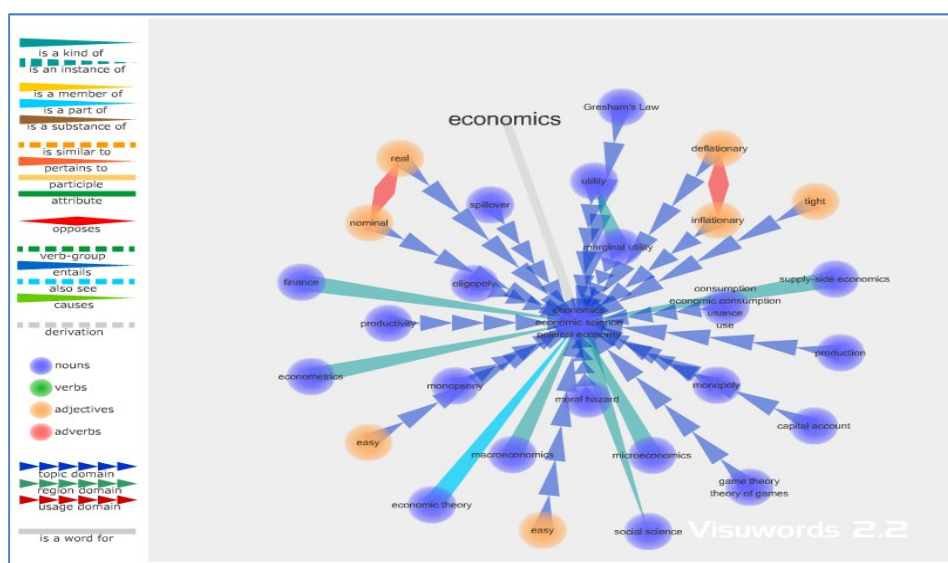 is a kind of
is an instance of
is a member of
is a part of
is a substance of
is similar to
pertains to
participle
attribute
opposes
verb-group
entails
also see
causes
derivation
nouns
verbs
adjectives
adverbs
topic domain
region domain
usage domain
is a word for
economics
Gresham's Law
real
deflationary
utility
spillover
tight
nominal
inflationary
marginal utility
finance
oligopoly
supply-side economics
consumption
economic consumption
usance
use
economics
economic science
political economy
productivity
production
econometrics
monopsony
monopoly
moral hazard
capital account
easy
macroeconomics
microeconomics
game theory
theory of games
economic theory
easy
social science
Visuwords 2.2